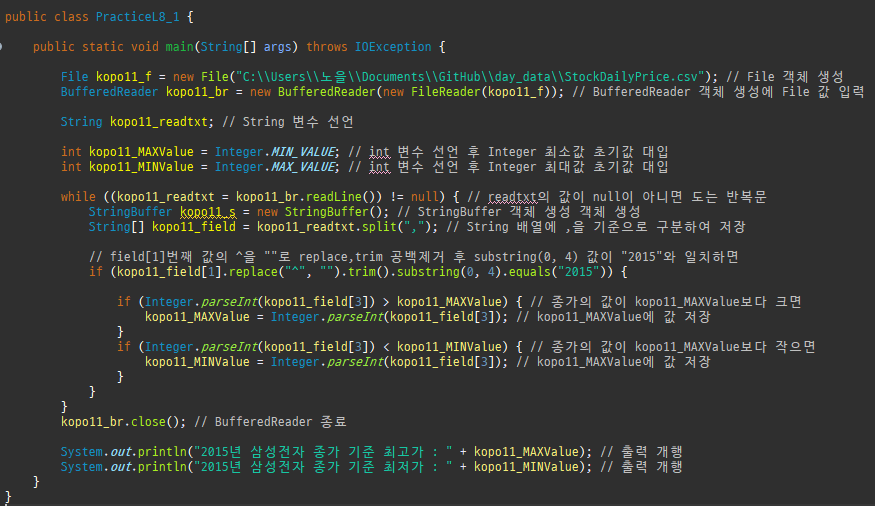 public class PracticeL8_1 {
public static void main(String[] args) throws IOException {
File kopo11_f = new File("C:\\Users\\노을\\Documents\\GitHub\\day_data\\StockDailyPrice.csv"); // File 객체 생성
BufferedReader kopo11_br = new BufferedReader(new FileReader(kopo11_f)); // BufferedReader 객체 생성에 File 값 입력
String kopo11_readtxt; // String 변수 선언
int kopo11_MAXValue = Integer.MIN_VALUE; // int 변수 선언 후 Integer 최소값 초기값 대입
int kopo11_MINValue = Integer.MAX_VALUE; // int 변수 선언 후 Integer 최대값 초기값 대입
while ((kopo11_readtxt = kopo11_br.readLine()) != null) { // readtxt의 값이 null이 아니면 도는 반복문
StringBuffer kopo11_s = new StringBuffer(); // StringBuffer 객체 생성 객체 생성
String[] kopo11_field = kopo11_readtxt.split(","); // String 배열에 ,을 기준으로 구분하여 저장
// field[1]번째 값의 ^을 ""로 replace,trim 공백제거 후 substring(0, 4) 값이 "2015"와 일치하면
if (kopo11_field[1].replace("^", "").trim().substring(0, 4).equals("2015")) {
if (Integer.parseInt(kopo11_field[3]) > kopo11_MAXValue) { // 종가의 값이 kopo11_MAXValue보다 크면
kopo11_MAXValue = Integer.parseInt(kopo11_field[3]); // kopo11_MAXValue에 값 저장
}
if (Integer.parseInt(kopo11_field[3]) < kopo11_MINValue) { // 종가의 값이 kopo11_MAXValue보다 작으면
kopo11_MINValue = Integer.parseInt(kopo11_field[3]); // kopo11_MAXValue에 값 저장
}
}
}
kopo11_br.close(); // BufferedReader 종료
System.out.println("2015년 삼성전자 종가 기준 최고가 : " + kopo11_MAXValue); // 출력 개행
System.out.println("2015년 삼성전자 종가 기준 최저가 : " + kopo11_MINValue); // 출력 개행
}
}